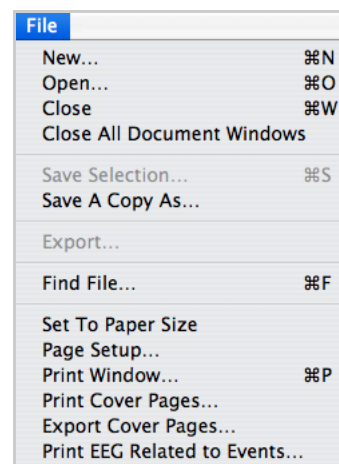 File
New... ⌘N
Open... ⌘O
Close ⌘W
Close All Document Windows
Save Selection... ⌘S
Save A Copy As...
Export...
Find File... ⌘F
Set To Paper Size
Page Setup...
Print Window... ⌘P
Print Cover Pages...
Export Cover Pages...
Print EEG Related to Events...